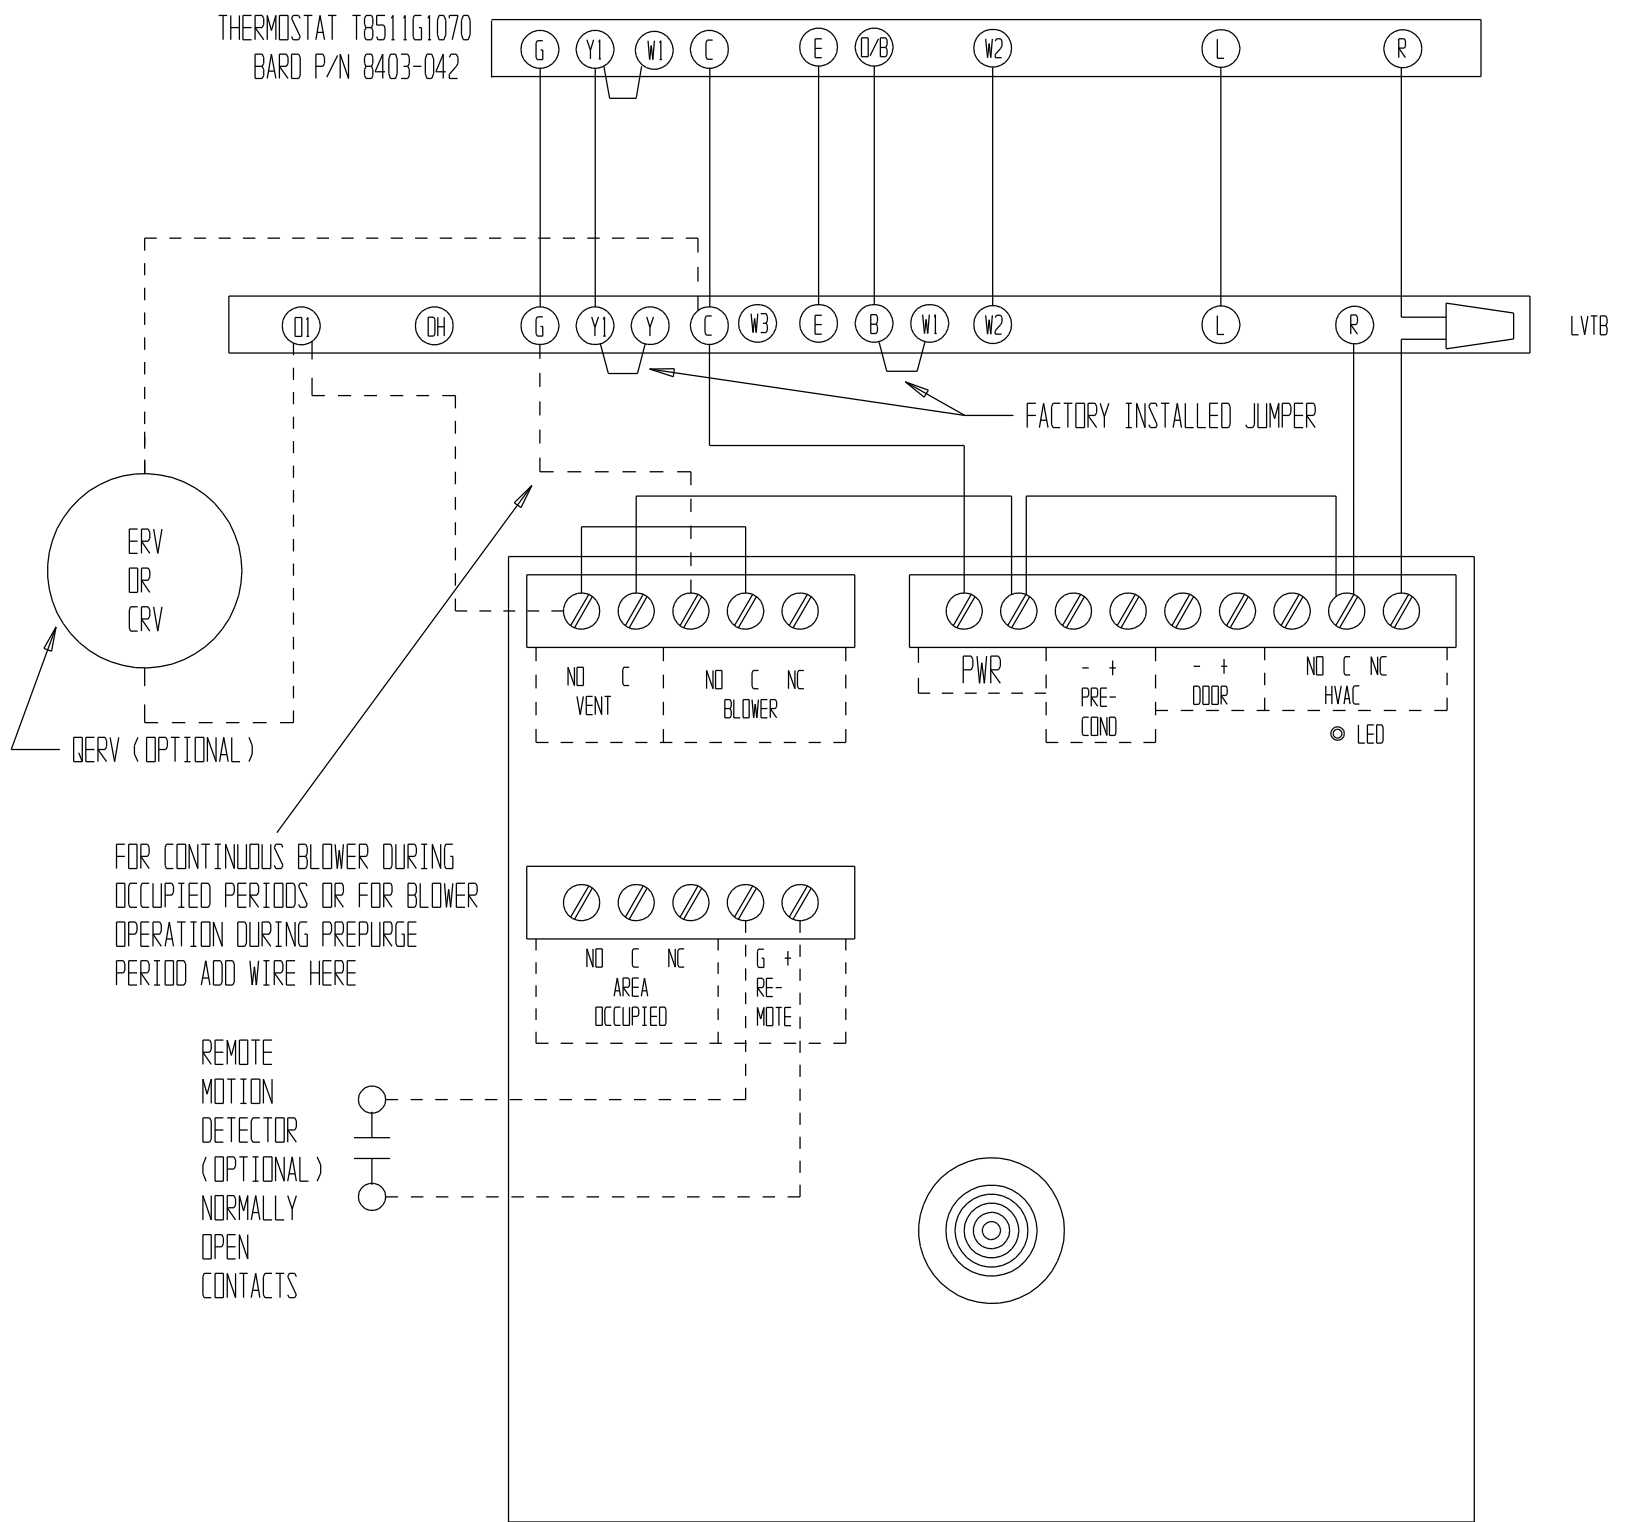 THERMOSTAT T8511G1070
BARD P/N 8403-042
G Y1 W1 C E O/B W2 L R
O1 OH G Y1 Y C W3 E B W1 W2 L R
LVTB
FACTORY INSTALLED JUMPER
ERV
OR
CRV
QERV (OPTIONAL)
NO C
VENT
NO C NC
BLOWER
PWR
- +
PRE-
COND
- +
DOOR
NO C NC
HVAC
LED
FOR CONTINUOUS BLOWER DURING
OCCUPIED PERIODS OR FOR BLOWER
OPERATION DURING PREPURGE
PERIOD ADD WIRE HERE
NO C NC
AREA
OCCUPIED
G +
RE-
MOTE
REMOTE
MOTION
DETECTOR
(OPTIONAL)
NORMALLY
OPEN
CONTACTS